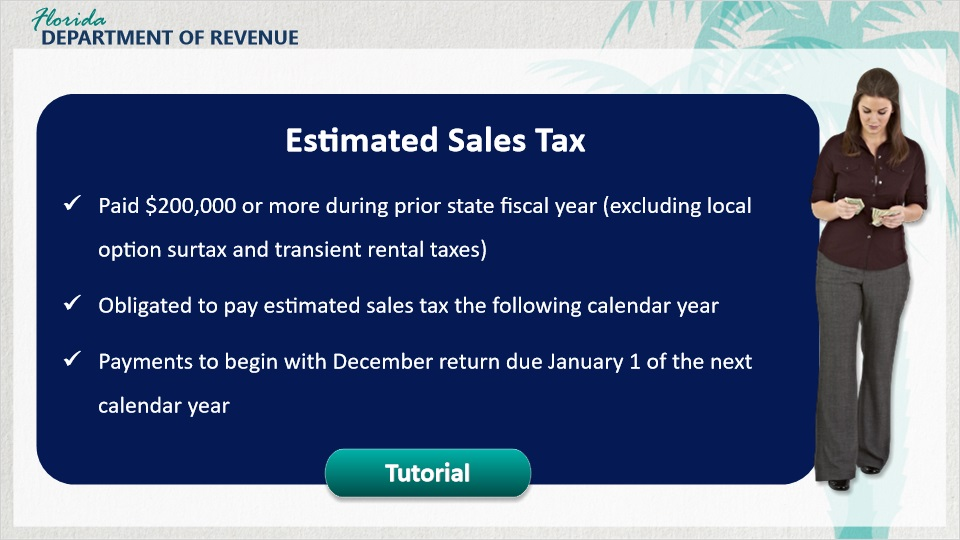 Florida
DEPARTMENT OF REVENUE
Estimated Sales Tax
✓ Paid $200,000 or more during prior state fiscal year (excluding local
option surtax and transient rental taxes)
✓ Obligated to pay estimated sales tax the following calendar year
✓ Payments to begin with December return due January 1 of the next
calendar year
Tutorial